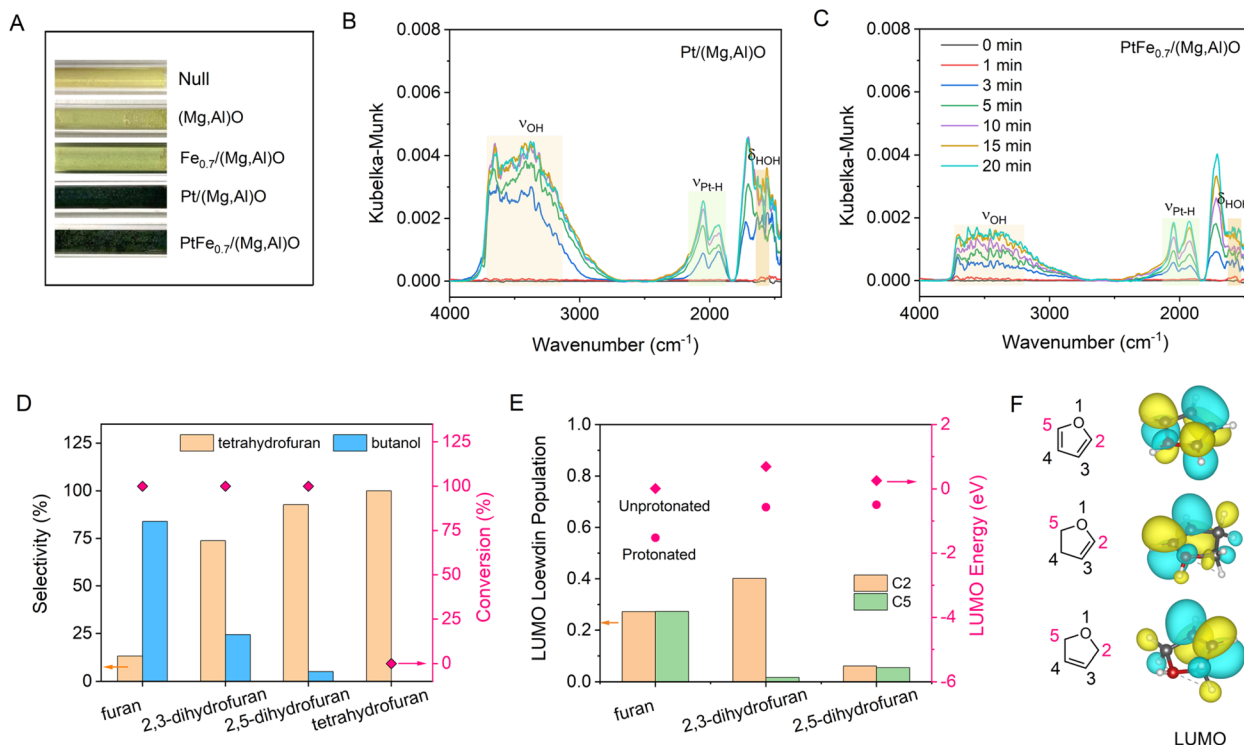 A
Null
(Mg,Al)O
Fe0.7/(Mg,Al)O
Pt/(Mg,Al)O
PtFe0.7/(Mg,Al)O
B
Pt/(Mg,Al)O
νOH
νPt-H
δHOH
0.006
0.004
0.002
0.000
Kubelka-Munk
4000 3000 2000
Wavenumber (cm-1)
C
PtFe0.7/(Mg,Al)O
0 min
1 min
3 min
5 min
10 min
15 min
20 min
νOH
νPt-H
δHOH
0.008
0.006
0.004
0.002
0.000
Kubelka-Munk
4000 3000 2000
Wavenumber (cm-1)
D
tetrahydrofuran butanol
125
100
75
50
25
0
Selectivity (%)
125
100
75
100
25
0
Conversion (%)
furan
2,3-dihydrofuran
2,5-dihydrofuran
tetrahydrofuran
E
Unprotonated
Protonated
C2
C5
1.0
0.8
0.6
0.4
0.2
0.0
LUMO Loewdin Population
2
0
-2
-4
-6
LUMO Energy (eV)
furan
2,3-dihydrofuran
2,5-dihydrofuran
F
1
5 O 2
4 3
1
5 O 2
4 3
1
5 O 2
4 3
LUMO